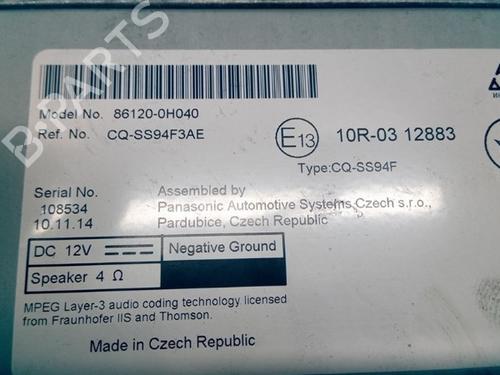 B-PARTS
Model No. 86120-0H040
Ref. No. CQ-SS94F3AE
E13 10R-03 12883
Type:CQ-SS94F
Serial No. Assembled by
108534 Panasonic Automotive Systems Czech s.r.o.,
10.11.14 Pardubice, Czech Republic
DC 12V Negative Ground
Speaker 4 Ω
MPEG Layer-3 audio coding technology licensed
from Fraunhofer IIS and Thomson.
Made in Czech Republic